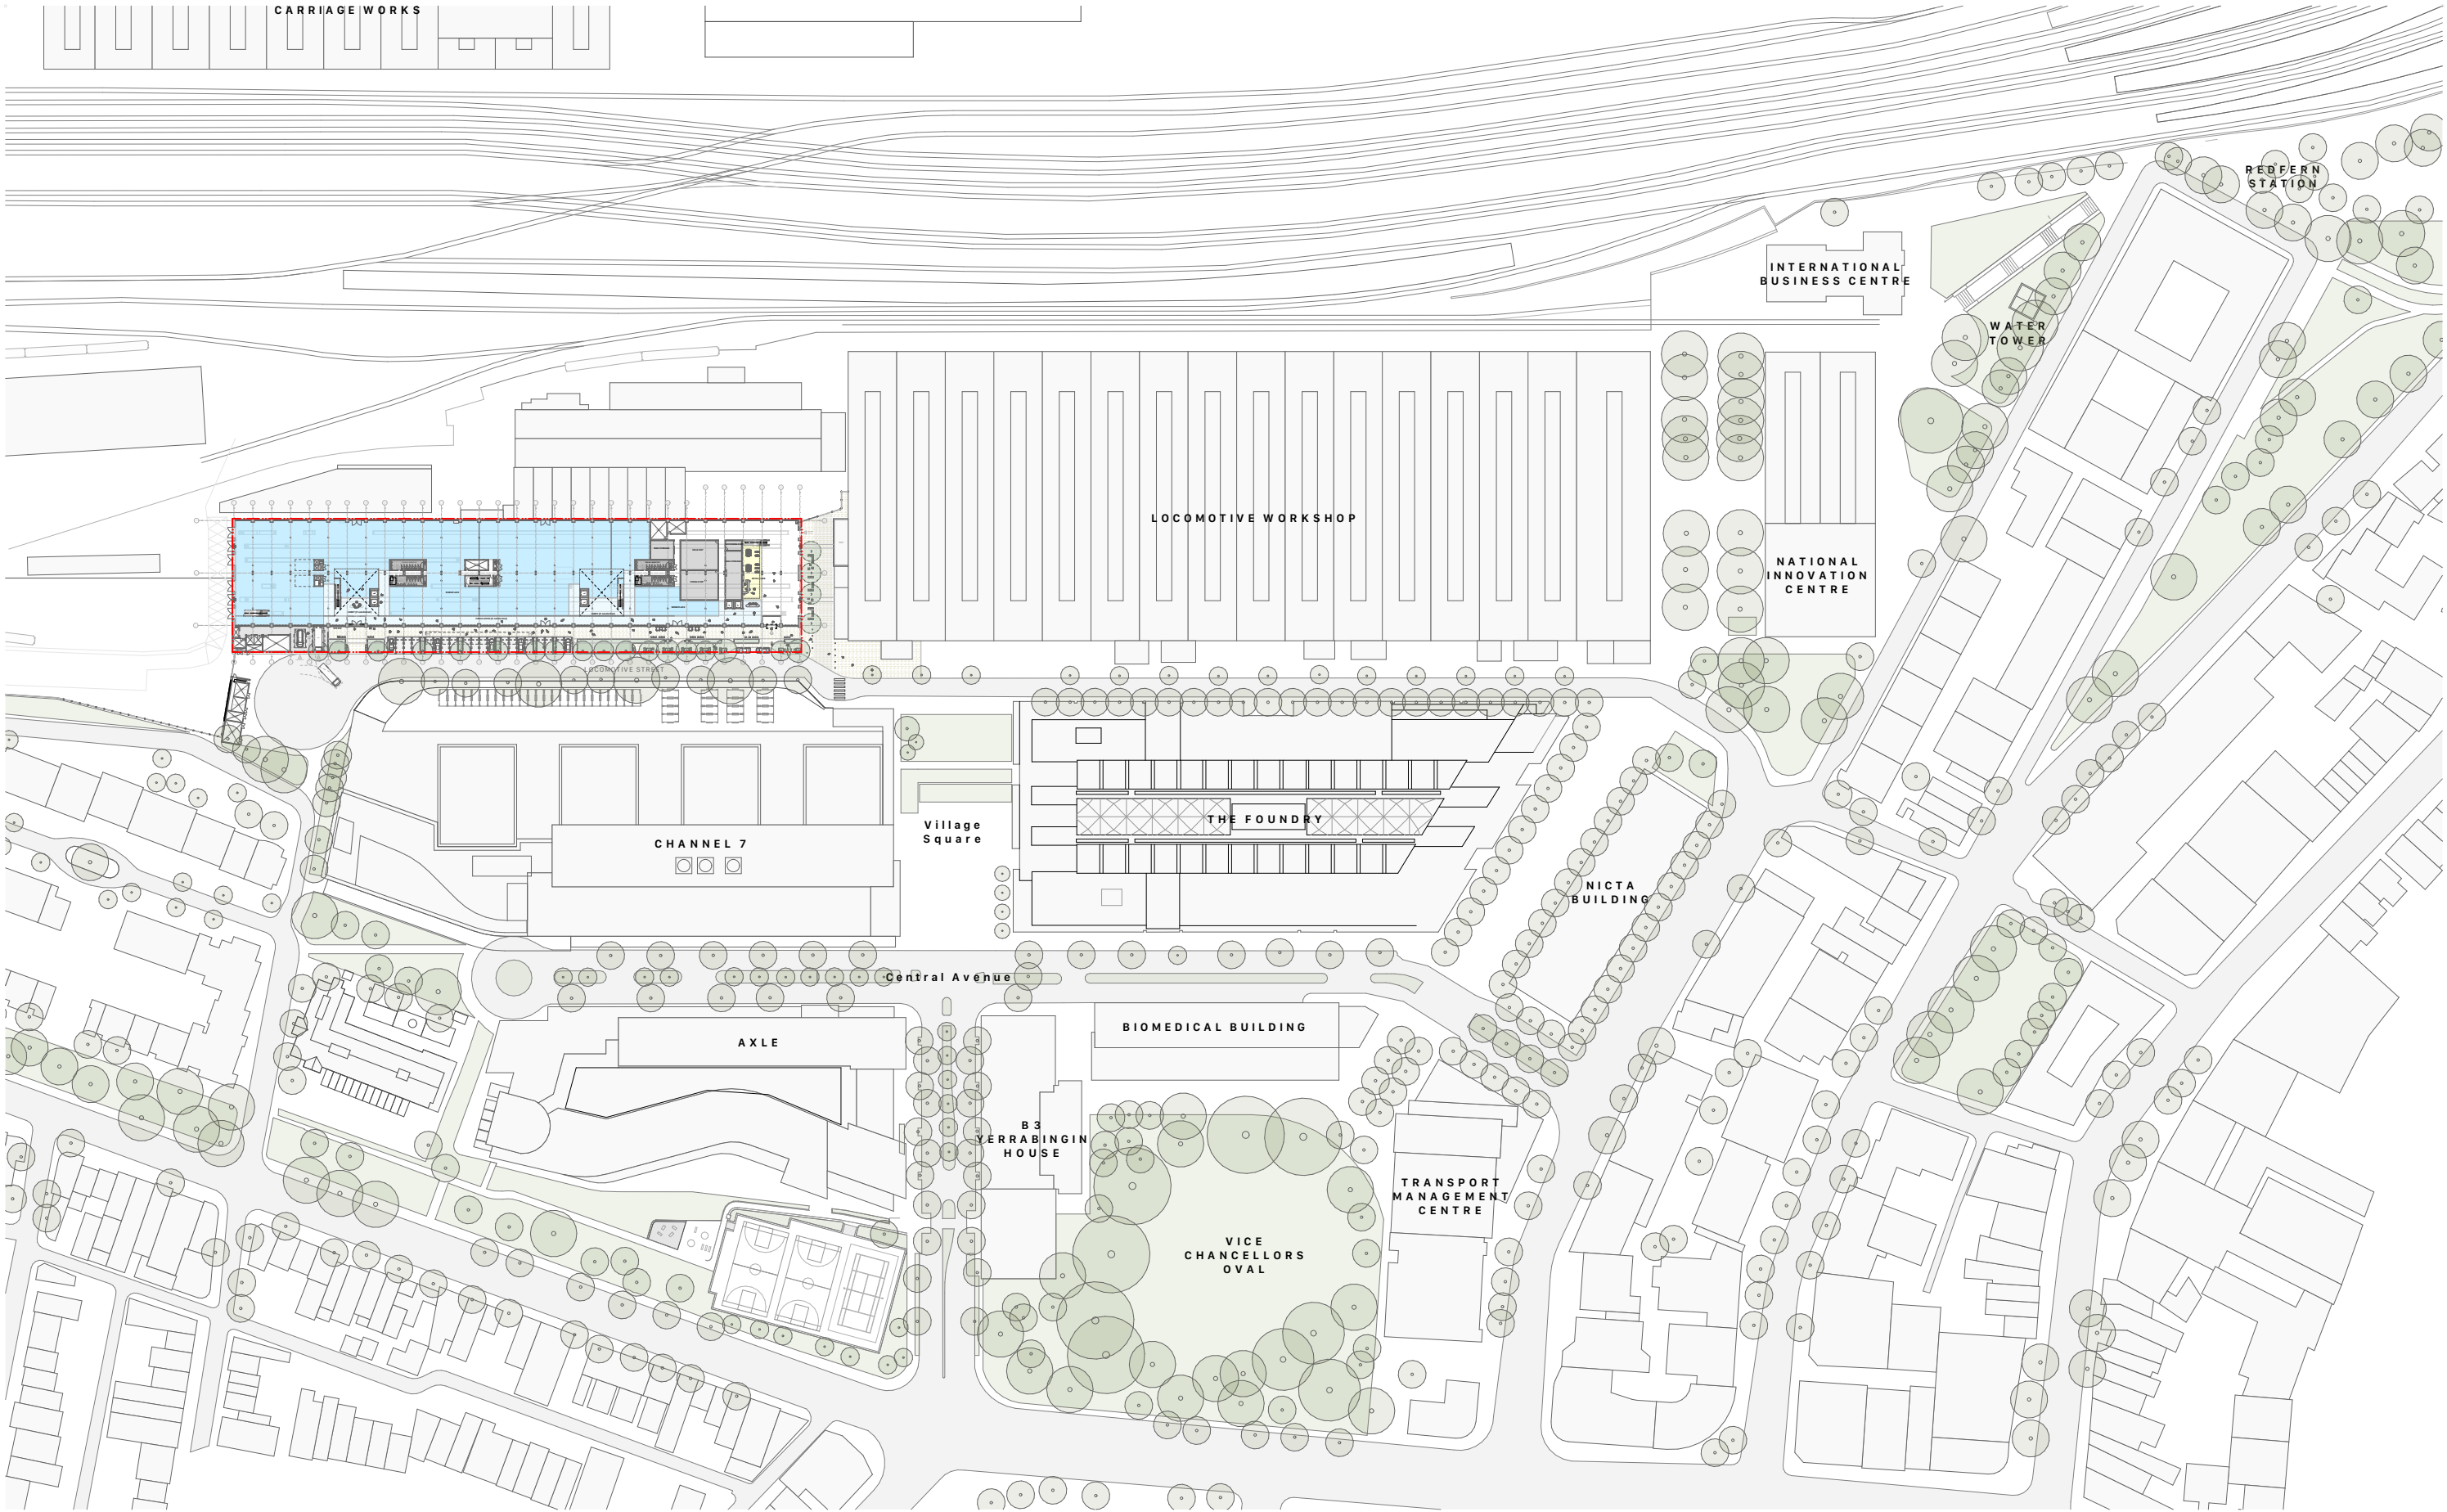 CARRIAGE WORKS
REDFERN
STATION
INTERNATIONAL
BUSINESS CENTRE
WATER
TOWER
LOCOMOTIVE WORKSHOP
NATIONAL
INNOVATION
CENTRE
LOCOMOTIVE STREET
CHANNEL 7
Village
Square
THE FOUNDRY
NICTA
BUILDING
Central Avenue
AXLE
BIOMEDICAL BUILDING
B3
YERRABINGIN
HOUSE
TRANSPORT
MANAGEMENT
CENTRE
VICE
CHANCELLORS
OVAL